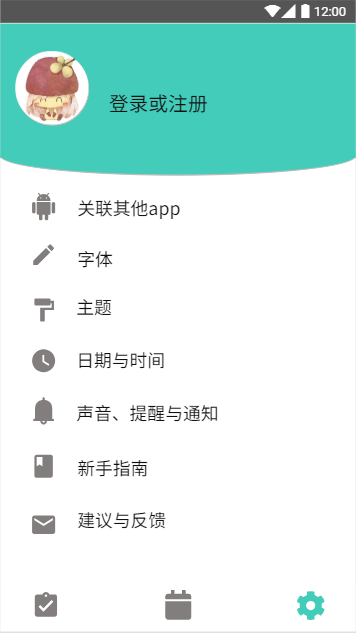 12:00
登录或注册
关联其他app
字体
主题
日期与时间
声音、提醒与通知
新手指南
建议与反馈